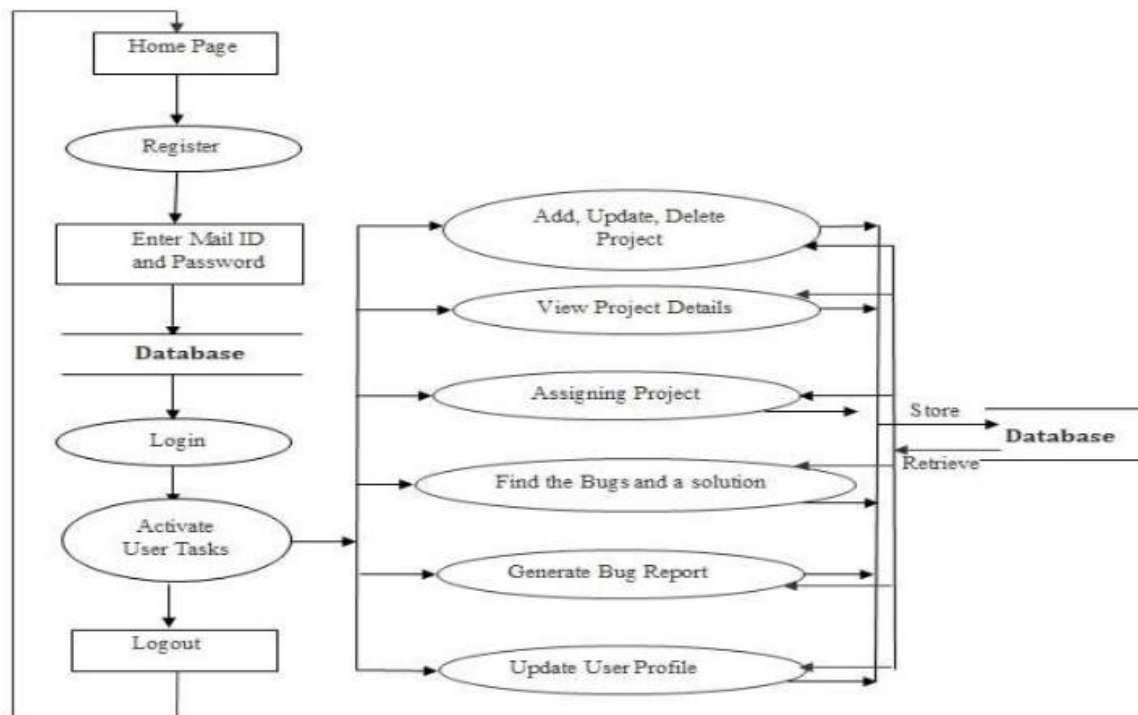 Home Page
Register
Enter Mail ID
and Password
Database
Login
Activate
User Tasks
Logout
Add, Update, Delete
Project
View Project Details
Assigning Project
Find the Bugs and a solution
Generate Bug Report
Update User Profile
Store
Database
Retrieve